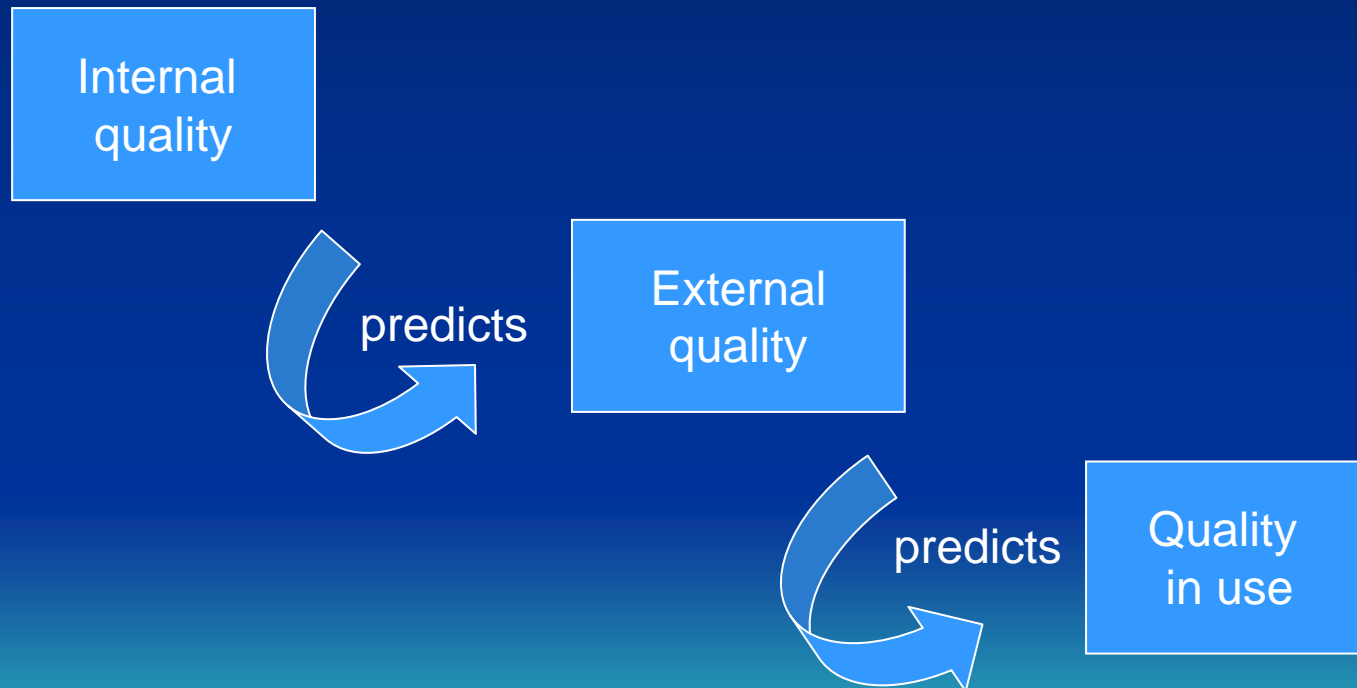 Internal
quality
predicts
External
quality
predicts
Quality
in use